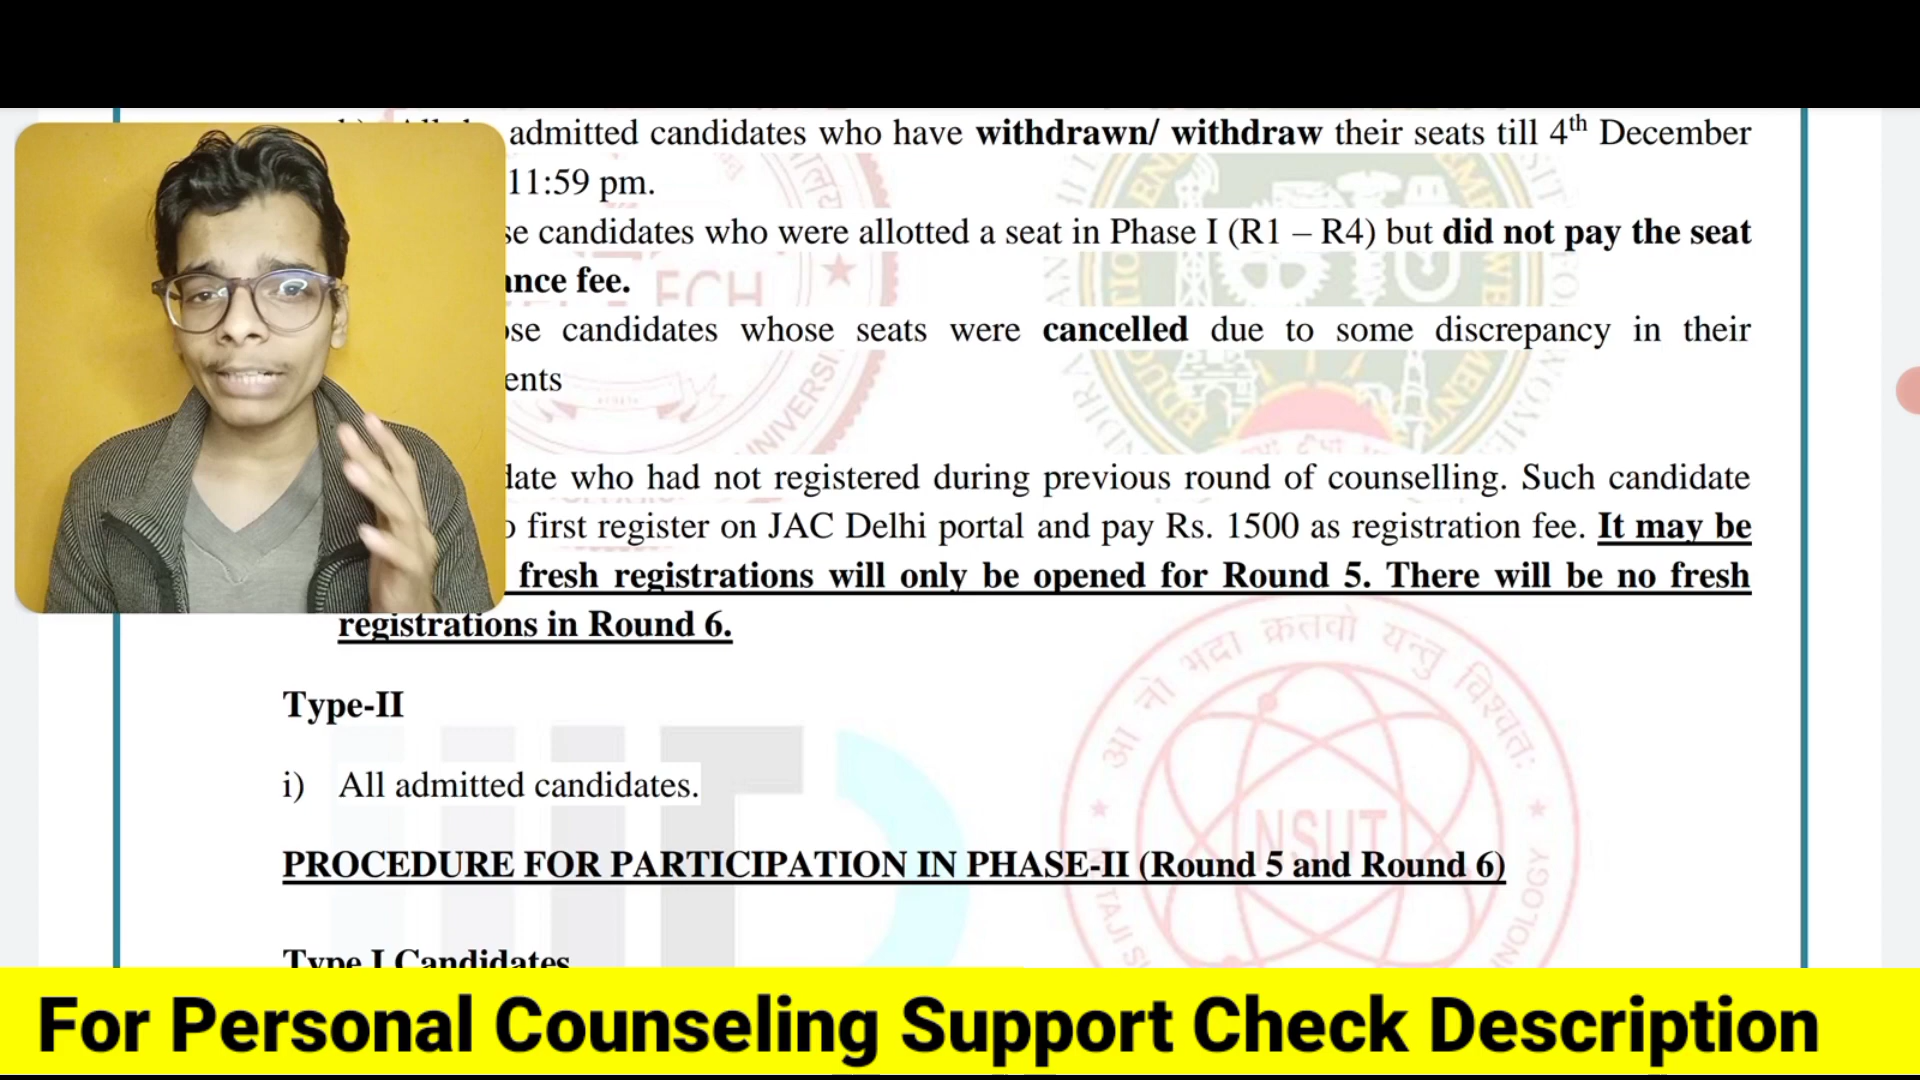 admitted candidates who have withdrawn/ withdraw their seats till 4th December
11:59 pm.
candidates who were allotted a seat in Phase I (R1 – R4) but did not pay the seat
fee.
candidates whose seats were cancelled due to some discrepancy in their
who had not registered during previous round of counselling. Such candidate
first register on JAC Delhi portal and pay Rs. 1500 as registration fee. It may be
fresh registrations will only be opened for Round 5. There will be no fresh
registrations in Round 6.
Type-II
i) All admitted candidates.
PROCEDURE FOR PARTICIPATION IN PHASE-II (Round 5 and Round 6)
Type I Candidates
आ नो भद्रा क्रतवो यन्तु विश्वतः
NSUT
For Personal Counseling Support Check Description